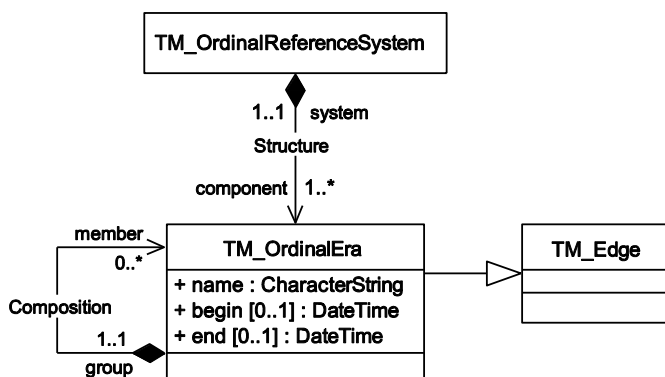 TM_OrdinalReferenceSystem
1..1 system
Structure
component 1..*
member
0..*
Composition
1..1
group
TM_OrdinalEra
+ name : CharacterString
+ begin [0..1] : DateTime
+ end [0..1] : DateTime
TM_Edge